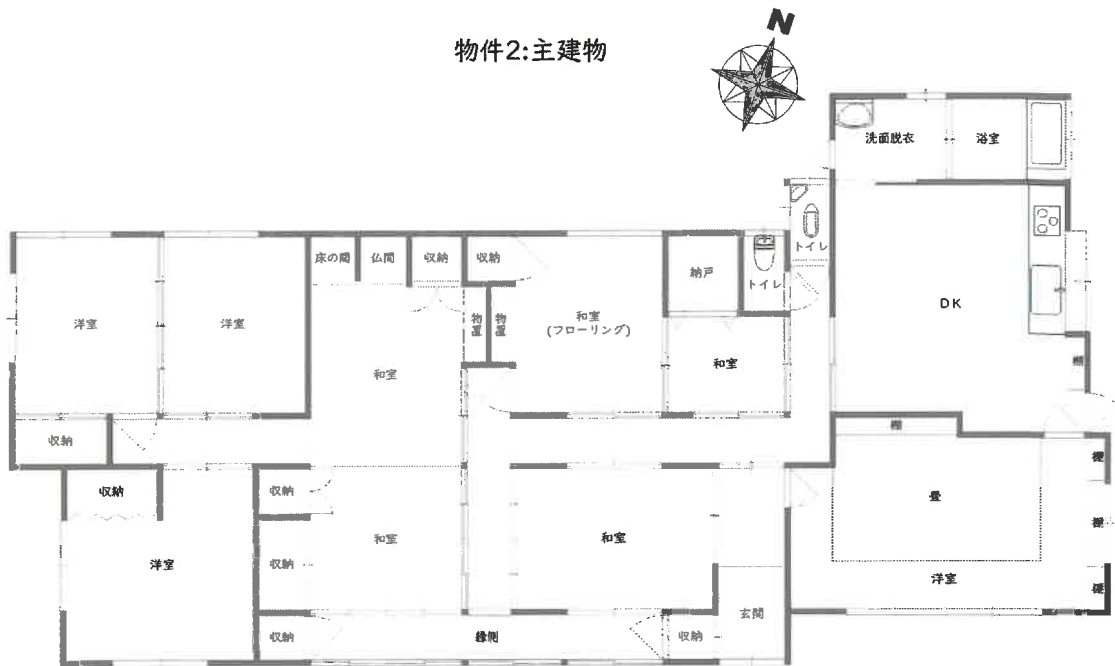 物件2:主建物
N
洗面脱衣
浴室
トイレ
床の間
仏間
収納
収納
納戸
トイレ
DK
洋室
洋室
物置
物置
和室
(フローリング)
和室
和室
棚
収納
棚
棚
収納
収納
畳
棚
洋室
収納
和室
和室
洋室
棚
玄関
収納
縁側
収納